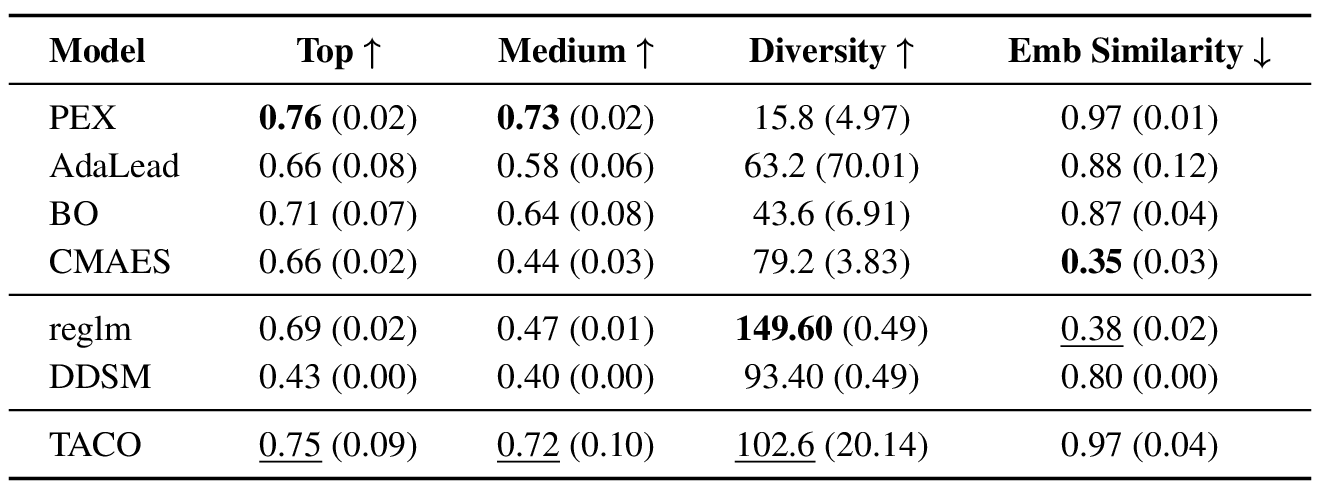 Model Top ↑ Medium ↑ Diversity ↑ Emb Similarity ↓
PEX 0.76 (0.02) 0.73 (0.02) 15.8 (4.97) 0.97 (0.01)
AdaLead 0.66 (0.08) 0.58 (0.06) 63.2 (70.01) 0.88 (0.12)
BO 0.71 (0.07) 0.64 (0.08) 43.6 (6.91) 0.87 (0.04)
CMAES 0.66 (0.02) 0.44 (0.03) 79.2 (3.83) 0.35 (0.03)
reglm 0.69 (0.02) 0.47 (0.01) 149.60 (0.49) 0.38 (0.02)
DDSM 0.43 (0.00) 0.40 (0.00) 93.40 (0.49) 0.80 (0.00)
TACO 0.75 (0.09) 0.72 (0.10) 102.6 (20.14) 0.97 (0.04)